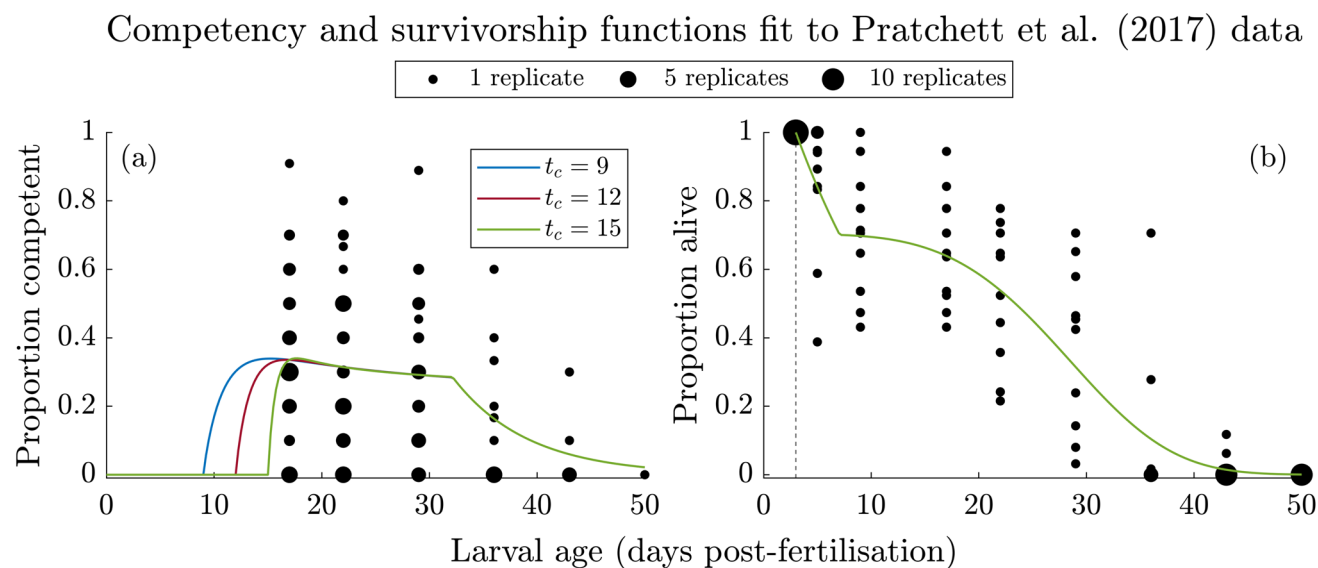 Competency and survivorship functions fit to Pratchett et al. (2017) data
1 replicate 5 replicates 10 replicates
(a)
t_c = 9
t_c = 12
t_c = 15
Proportion competent
1
0.8
0.6
0.4
0.2
0
0 10 20 30 40 50
(b)
Proportion alive
1
0.8
0.6
0.4
0.2
0
0 10 20 30 40 50
Larval age (days post-fertilisation)